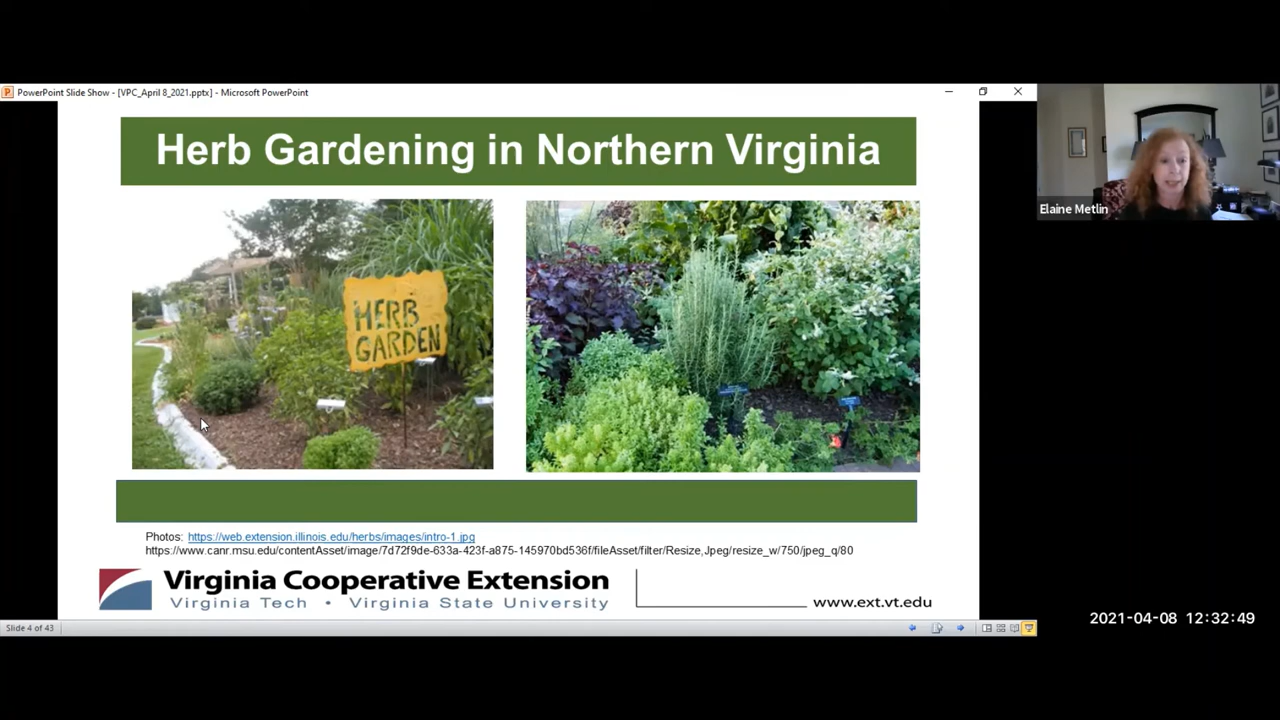 PowerPoint Slide Show - [VPC_April 8_2021.pptx] - Microsoft PowerPoint
Herb Gardening in Northern Virginia
Elaine Metlin
HERB
GARDEN
Photos: https://web.extension.illinois.edu/herbs/images/intro-1.jpg
https://www.canr.msu.edu/contentAsset/image/7d72f9de-633a-423f-a875-145970bd536f/fileAsset/filter/Resize,Jpeg/resize_w/750/jpeg_q/80
Virginia Cooperative Extension
Virginia Tech • Virginia State University
www.ext.vt.edu
2021-04-08 12:32:49
Slide 4 of 43